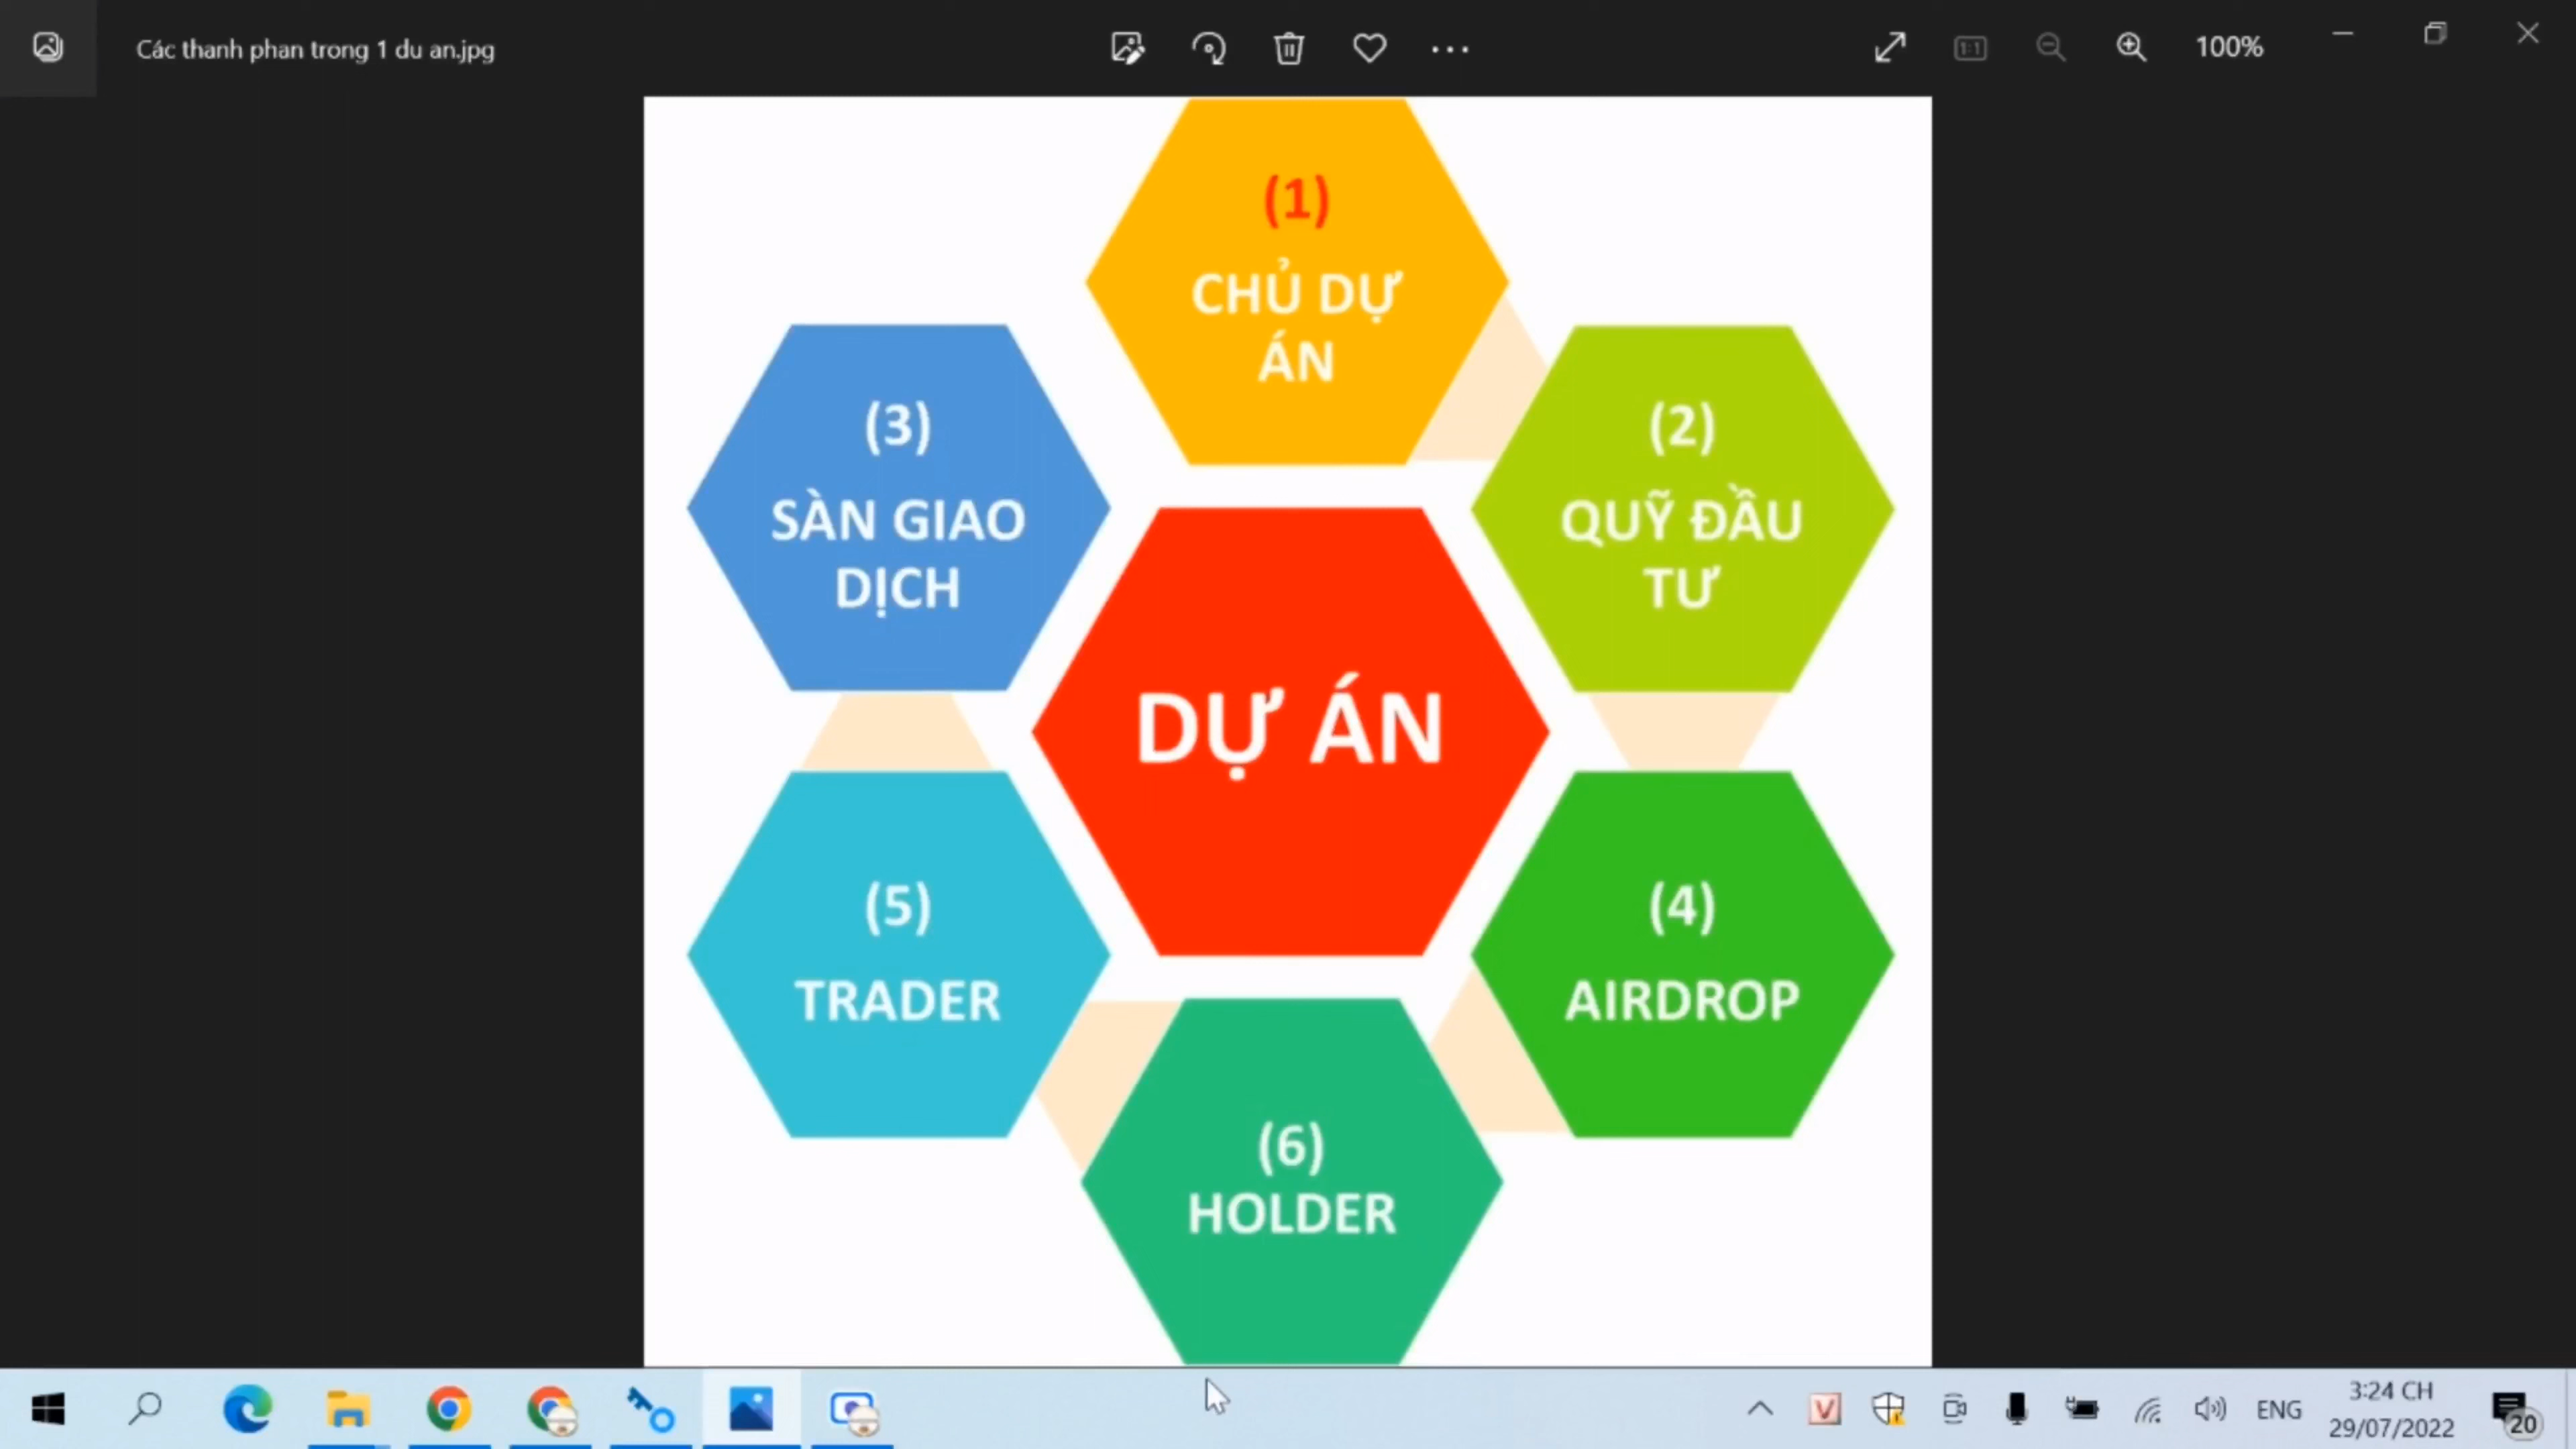 Các thanh phan trong 1 du an.jpg
100%
(1)
CHỦ DỰ
ÁN
(2)
QUỸ ĐẦU
TƯ
(3)
SÀN GIAO
DỊCH
DỰ ÁN
(4)
AIRDROP
(5)
TRADER
(6)
HOLDER
ENG
3:24 CH
29/07/2022
20